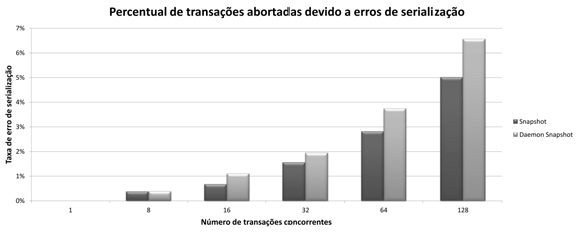 Percentual de transações abortadas devido a erros de serialização
7%
6%
5%
4%
3%
2%
1%
0%
Taxa de erro de serialização
1 8 16 32 64 128
Número de transações concorrentes
Snapshot
Daemon Snapshot